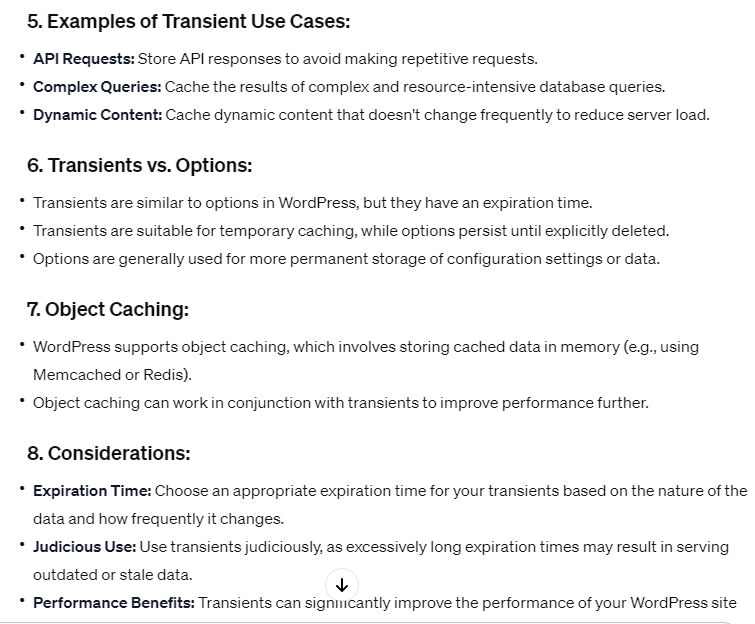 5. Examples of Transient Use Cases:
• API Requests: Store API responses to avoid making repetitive requests.
• Complex Queries: Cache the results of complex and resource-intensive database queries.
• Dynamic Content: Cache dynamic content that doesn't change frequently to reduce server load.
6. Transients vs. Options:
• Transients are similar to options in WordPress, but they have an expiration time.
• Transients are suitable for temporary caching, while options persist until explicitly deleted.
• Options are generally used for more permanent storage of configuration settings or data.
7. Object Caching:
• WordPress supports object caching, which involves storing cached data in memory (e.g., using
Memcached or Redis).
• Object caching can work in conjunction with transients to improve performance further.
8. Considerations:
• Expiration Time: Choose an appropriate expiration time for your transients based on the nature of the
data and how frequently it changes.
• Judicious Use: Use transients judiciously, as excessively long expiration times may result in serving
outdated or stale data.
• Performance Benefits: Transients can significantly improve the performance of your WordPress site